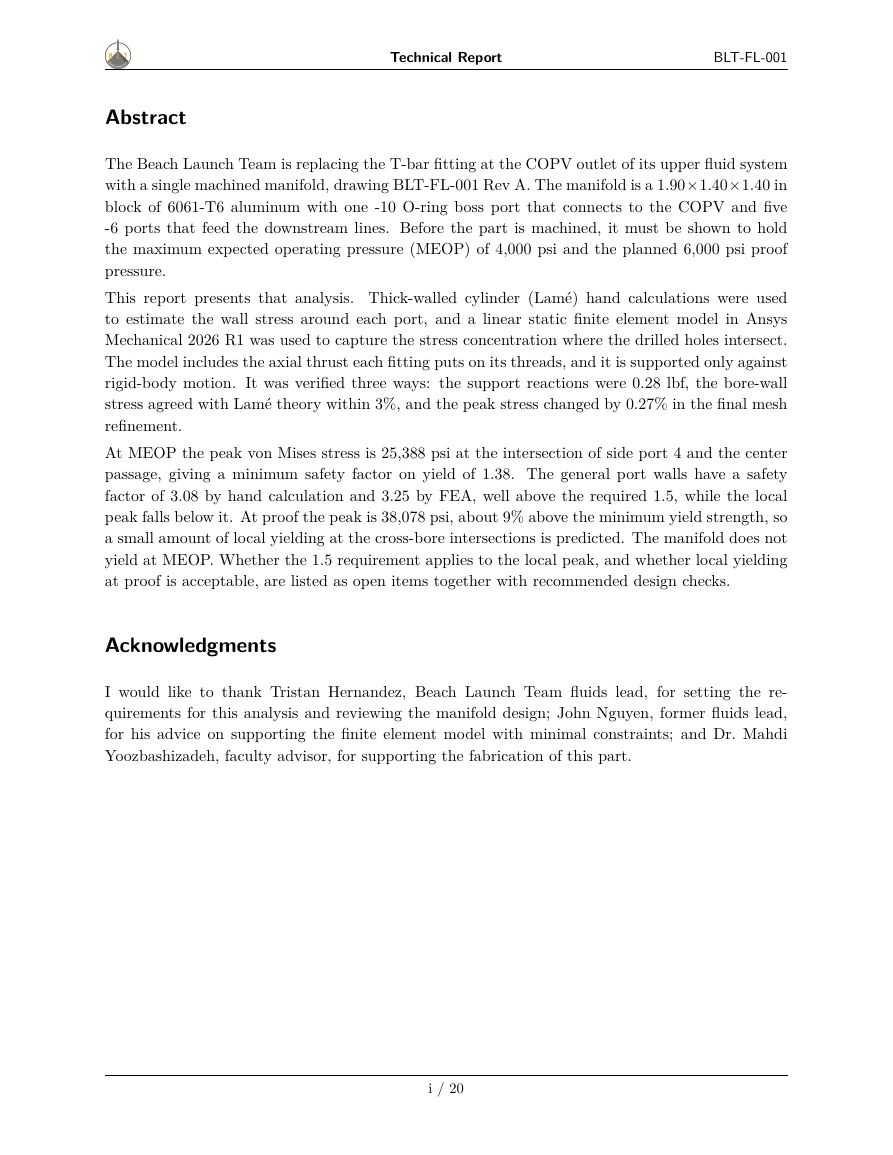 Technical Report
BLT-FL-001
Abstract
The Beach Launch Team is replacing the T-bar fitting at the COPV outlet of its upper fluid system
with a single machined manifold, drawing BLT-FL-001 Rev A. The manifold is a 1.90×1.40×1.40 in
block of 6061-T6 aluminum with one -10 O-ring boss port that connects to the COPV and five
-6 ports that feed the downstream lines. Before the part is machined, it must be shown to hold
the maximum expected operating pressure (MEOP) of 4,000 psi and the planned 6,000 psi proof
pressure.
This report presents that analysis. Thick-walled cylinder (Lamé) hand calculations were used
to estimate the wall stress around each port, and a linear static finite element model in Ansys
Mechanical 2026 R1 was used to capture the stress concentration where the drilled holes intersect.
The model includes the axial thrust each fitting puts on its threads, and it is supported only against
rigid-body motion. It was verified three ways: the support reactions were 0.28 lbf, the bore-wall
stress agreed with Lamé theory within 3%, and the peak stress changed by 0.27% in the final mesh
refinement.
At MEOP the peak von Mises stress is 25,388 psi at the intersection of side port 4 and the center
passage, giving a minimum safety factor on yield of 1.38. The general port walls have a safety
factor of 3.08 by hand calculation and 3.25 by FEA, well above the required 1.5, while the local
peak falls below it. At proof the peak is 38,078 psi, about 9% above the minimum yield strength, so
a small amount of local yielding at the cross-bore intersections is predicted. The manifold does not
yield at MEOP. Whether the 1.5 requirement applies to the local peak, and whether local yielding
at proof is acceptable, are listed as open items together with recommended design checks.
Acknowledgments
I would like to thank Tristan Hernandez, Beach Launch Team fluids lead, for setting the re-
quirements for this analysis and reviewing the manifold design; John Nguyen, former fluids lead,
for his advice on supporting the finite element model with minimal constraints; and Dr. Mahdi
Yoozbashizadeh, faculty advisor, for supporting the fabrication of this part.
i / 20